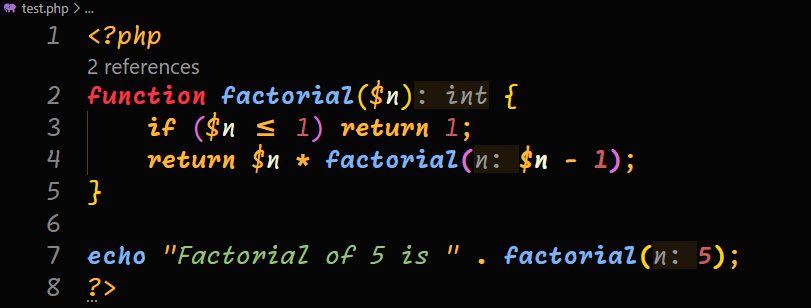 test.php > ...
1 <?php
2 references
2 function factorial($n): int {
3 if ($n ≤ 1) return 1;
4 return $n * factorial(n: $n - 1);
5 }
6
7 echo "Factorial of 5 is " . factorial(n: 5);
8 ?>